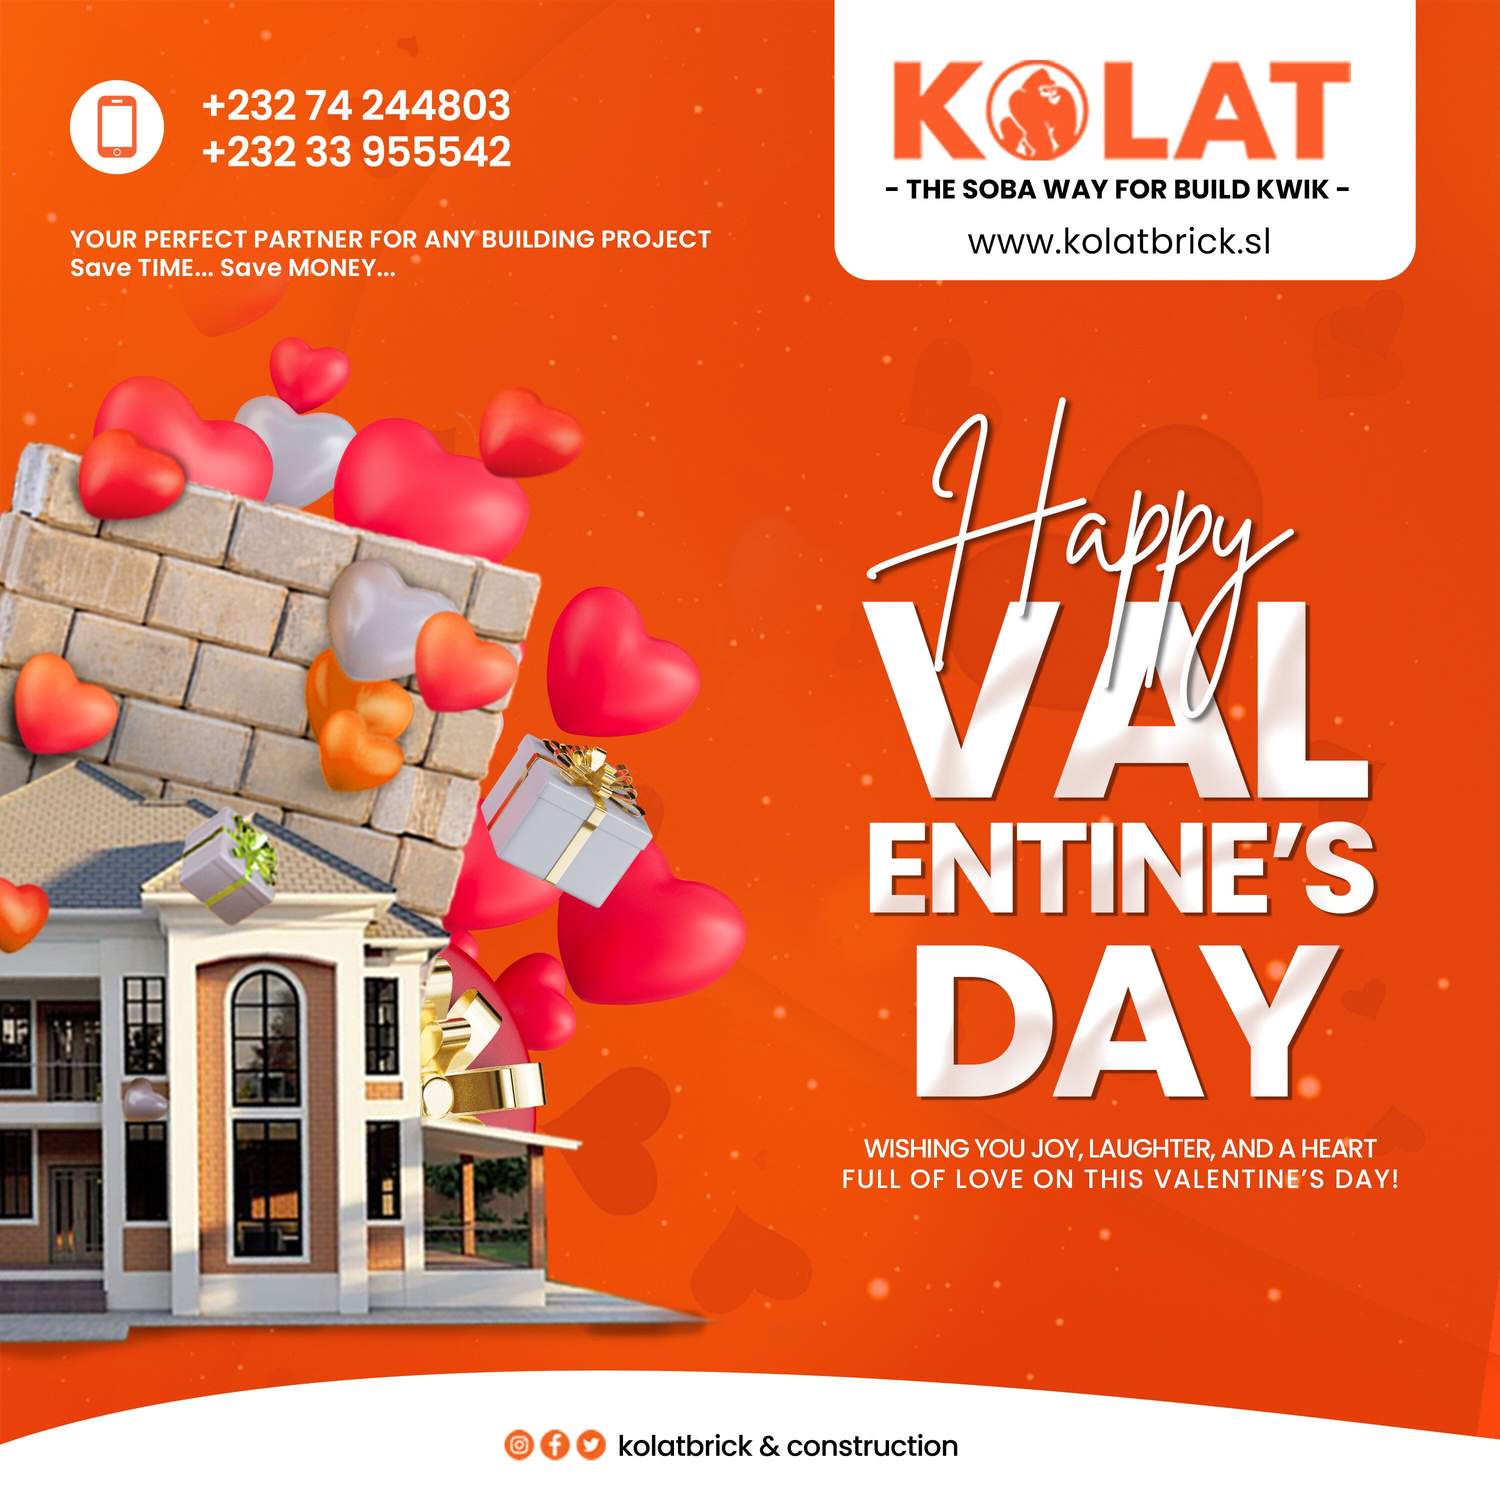 +232 74 244803
+232 33 955542
YOUR PERFECT PARTNER FOR ANY BUILDING PROJECT
Save TIME... Save MONEY...
KOLAT
- THE SOBA WAY FOR BUILD KWIK -
www.kolatbrick.sl
Happy
VAL
ENTINE'S
DAY
WISHING YOU JOY, LAUGHTER, AND A HEART
FULL OF LOVE ON THIS VALENTINE'S DAY!
kolatbrick & construction